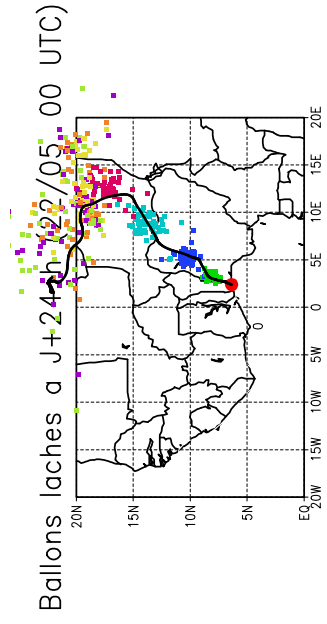 Ballons laches a J+24h (22/05 00 UTC)
20N
15N
10N
5N
EQ
20W
15W
10W
5W
0
5E
10E
15E
20E
0